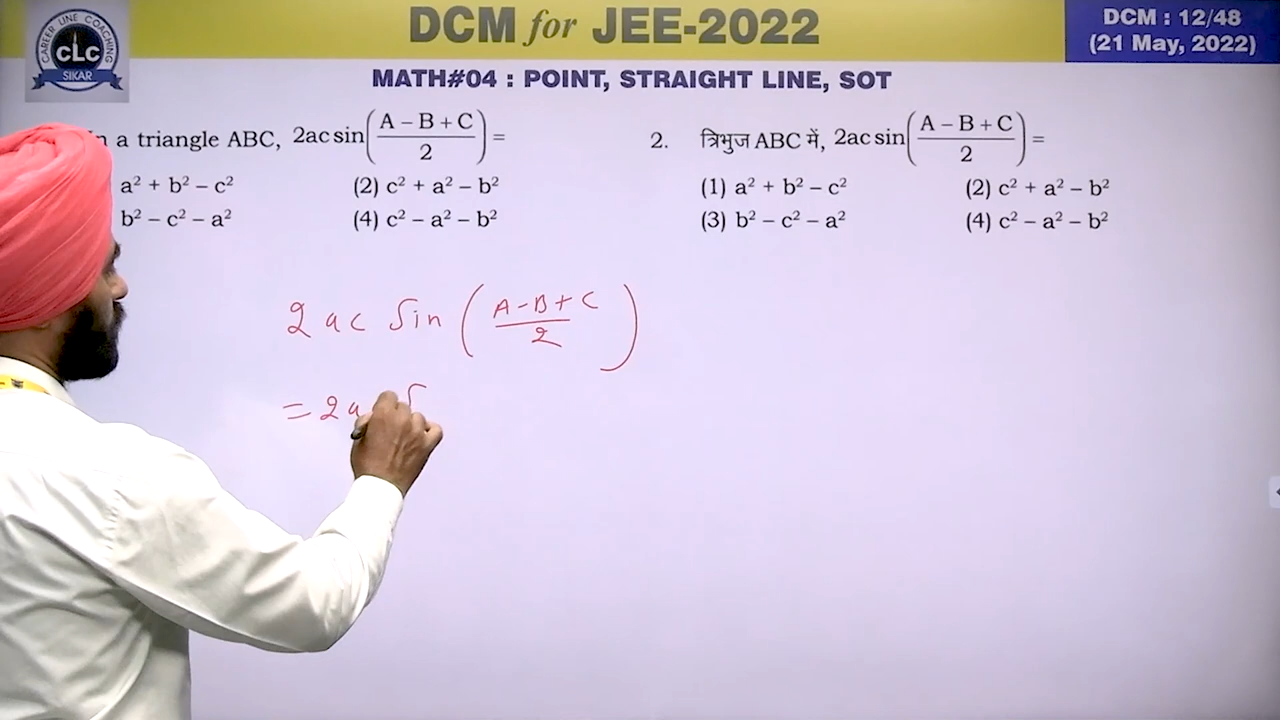 DCM for JEE-2022
DCM : 12/48
(21 May, 2022)
CAREER LINE COACHING
CLC
SIKAR
MATH#04 : POINT, STRAIGHT LINE, SOT
a triangle ABC, 2ac sin((A – B + C)/2) =
a² + b² – c² (2) c² + a² – b²
b² – c² – a² (4) c² – a² – b²
2. त्रिभुज ABC में, 2ac sin((A – B + C)/2) =
(1) a² + b² – c² (2) c² + a² – b²
(3) b² – c² – a² (4) c² – a² – b²
2 ac Sin ((A-B+C)/2)
= 2a